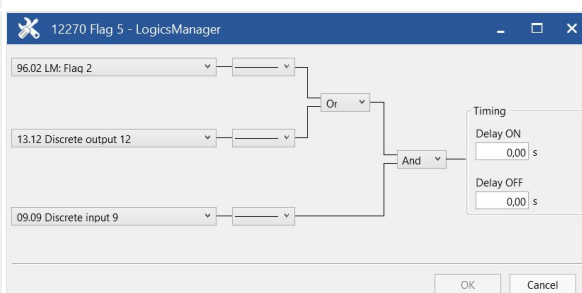 12270 Flag 5 - LogicsManager
96.02 LM: Flag 2
Or
Timing
Delay ON
13.12 Discrete output 12
0,00 s
And
Delay OFF
0,00 s
09.09 Discrete input 9
OK Cancel